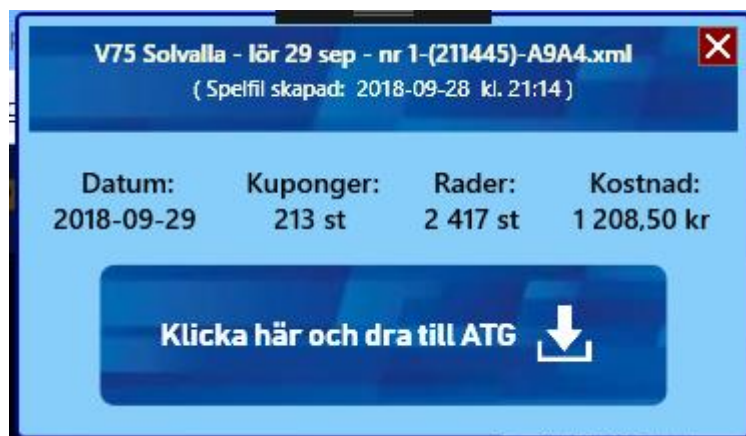 V75 Solvalla - lör 29 sep - nr 1-(211445)-A9A4.xml
( Spelfil skapad: 2018-09-28 kl. 21:14 )
Datum: Kuponger: Rader: Kostnad:
2018-09-29 213 st 2 417 st 1 208,50 kr
Klicka här och dra till ATG